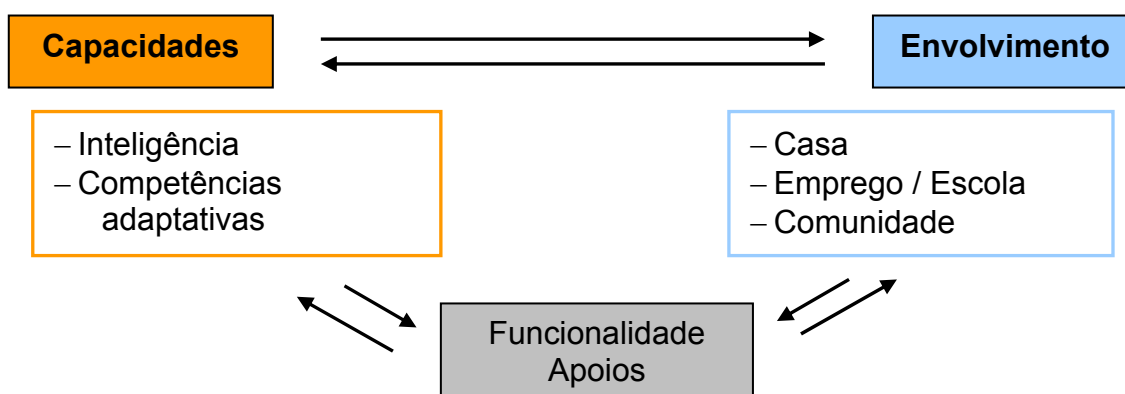 Capacidades
Envolvimento
– Inteligência
– Competências
adaptativas
– Casa
– Emprego / Escola
– Comunidade
Funcionalidade
Apoios